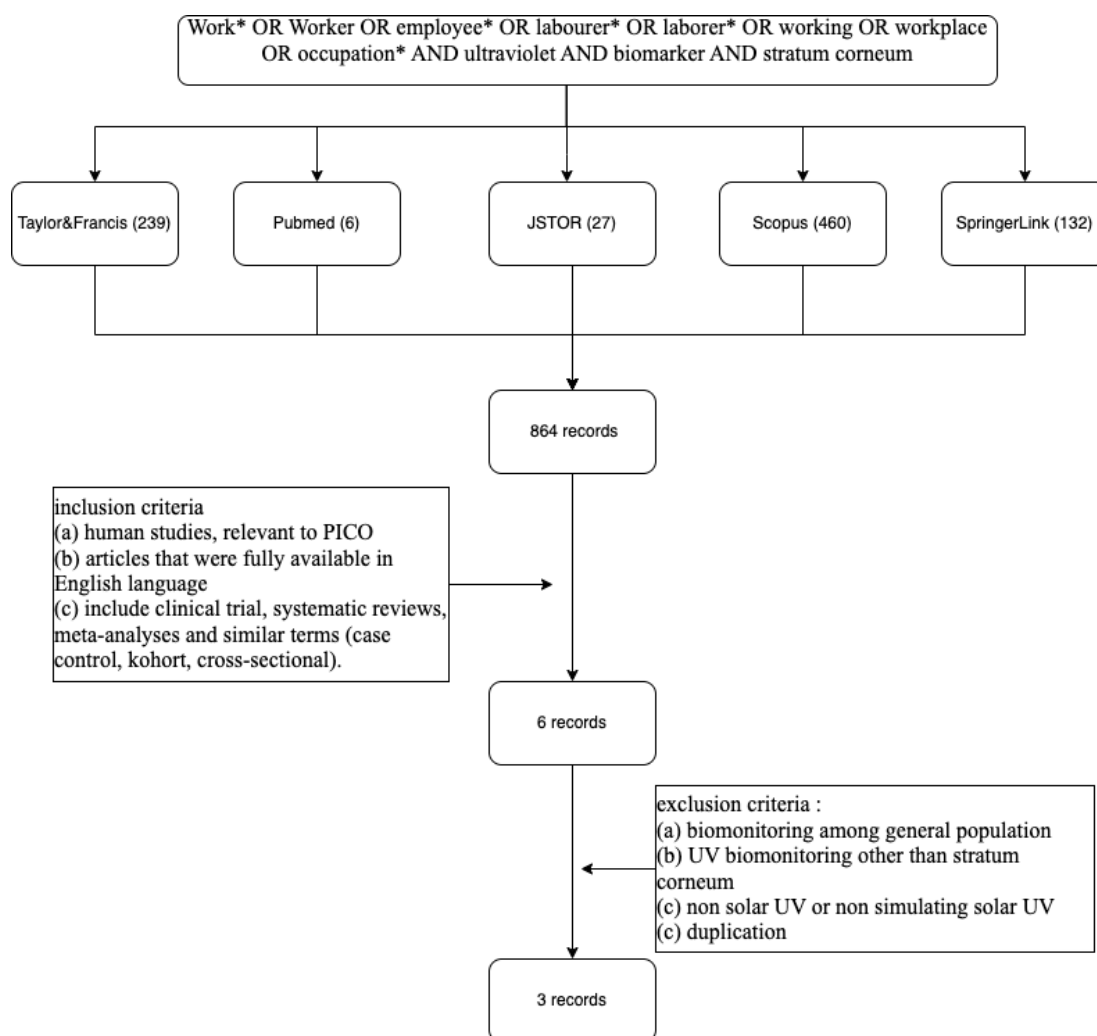 Work* OR Worker OR employee* OR labourer* OR laborer* OR working OR workplace
OR occupation* AND ultraviolet AND biomarker AND stratum corneum
Taylor&Francis (239)
Pubmed (6)
JSTOR (27)
Scopus (460)
SpringerLink (132)
864 records
inclusion criteria
(a) human studies, relevant to PICO
(b) articles that were fully available in
English language
(c) include clinical trial, systematic reviews,
meta-analyses and similar terms (case
control, kohort, cross-sectional).
6 records
exclusion criteria :
(a) biomonitoring among general population
(b) UV biomonitoring other than stratum
corneum
(c) non solar UV or non simulating solar UV
(c) duplication
3 records